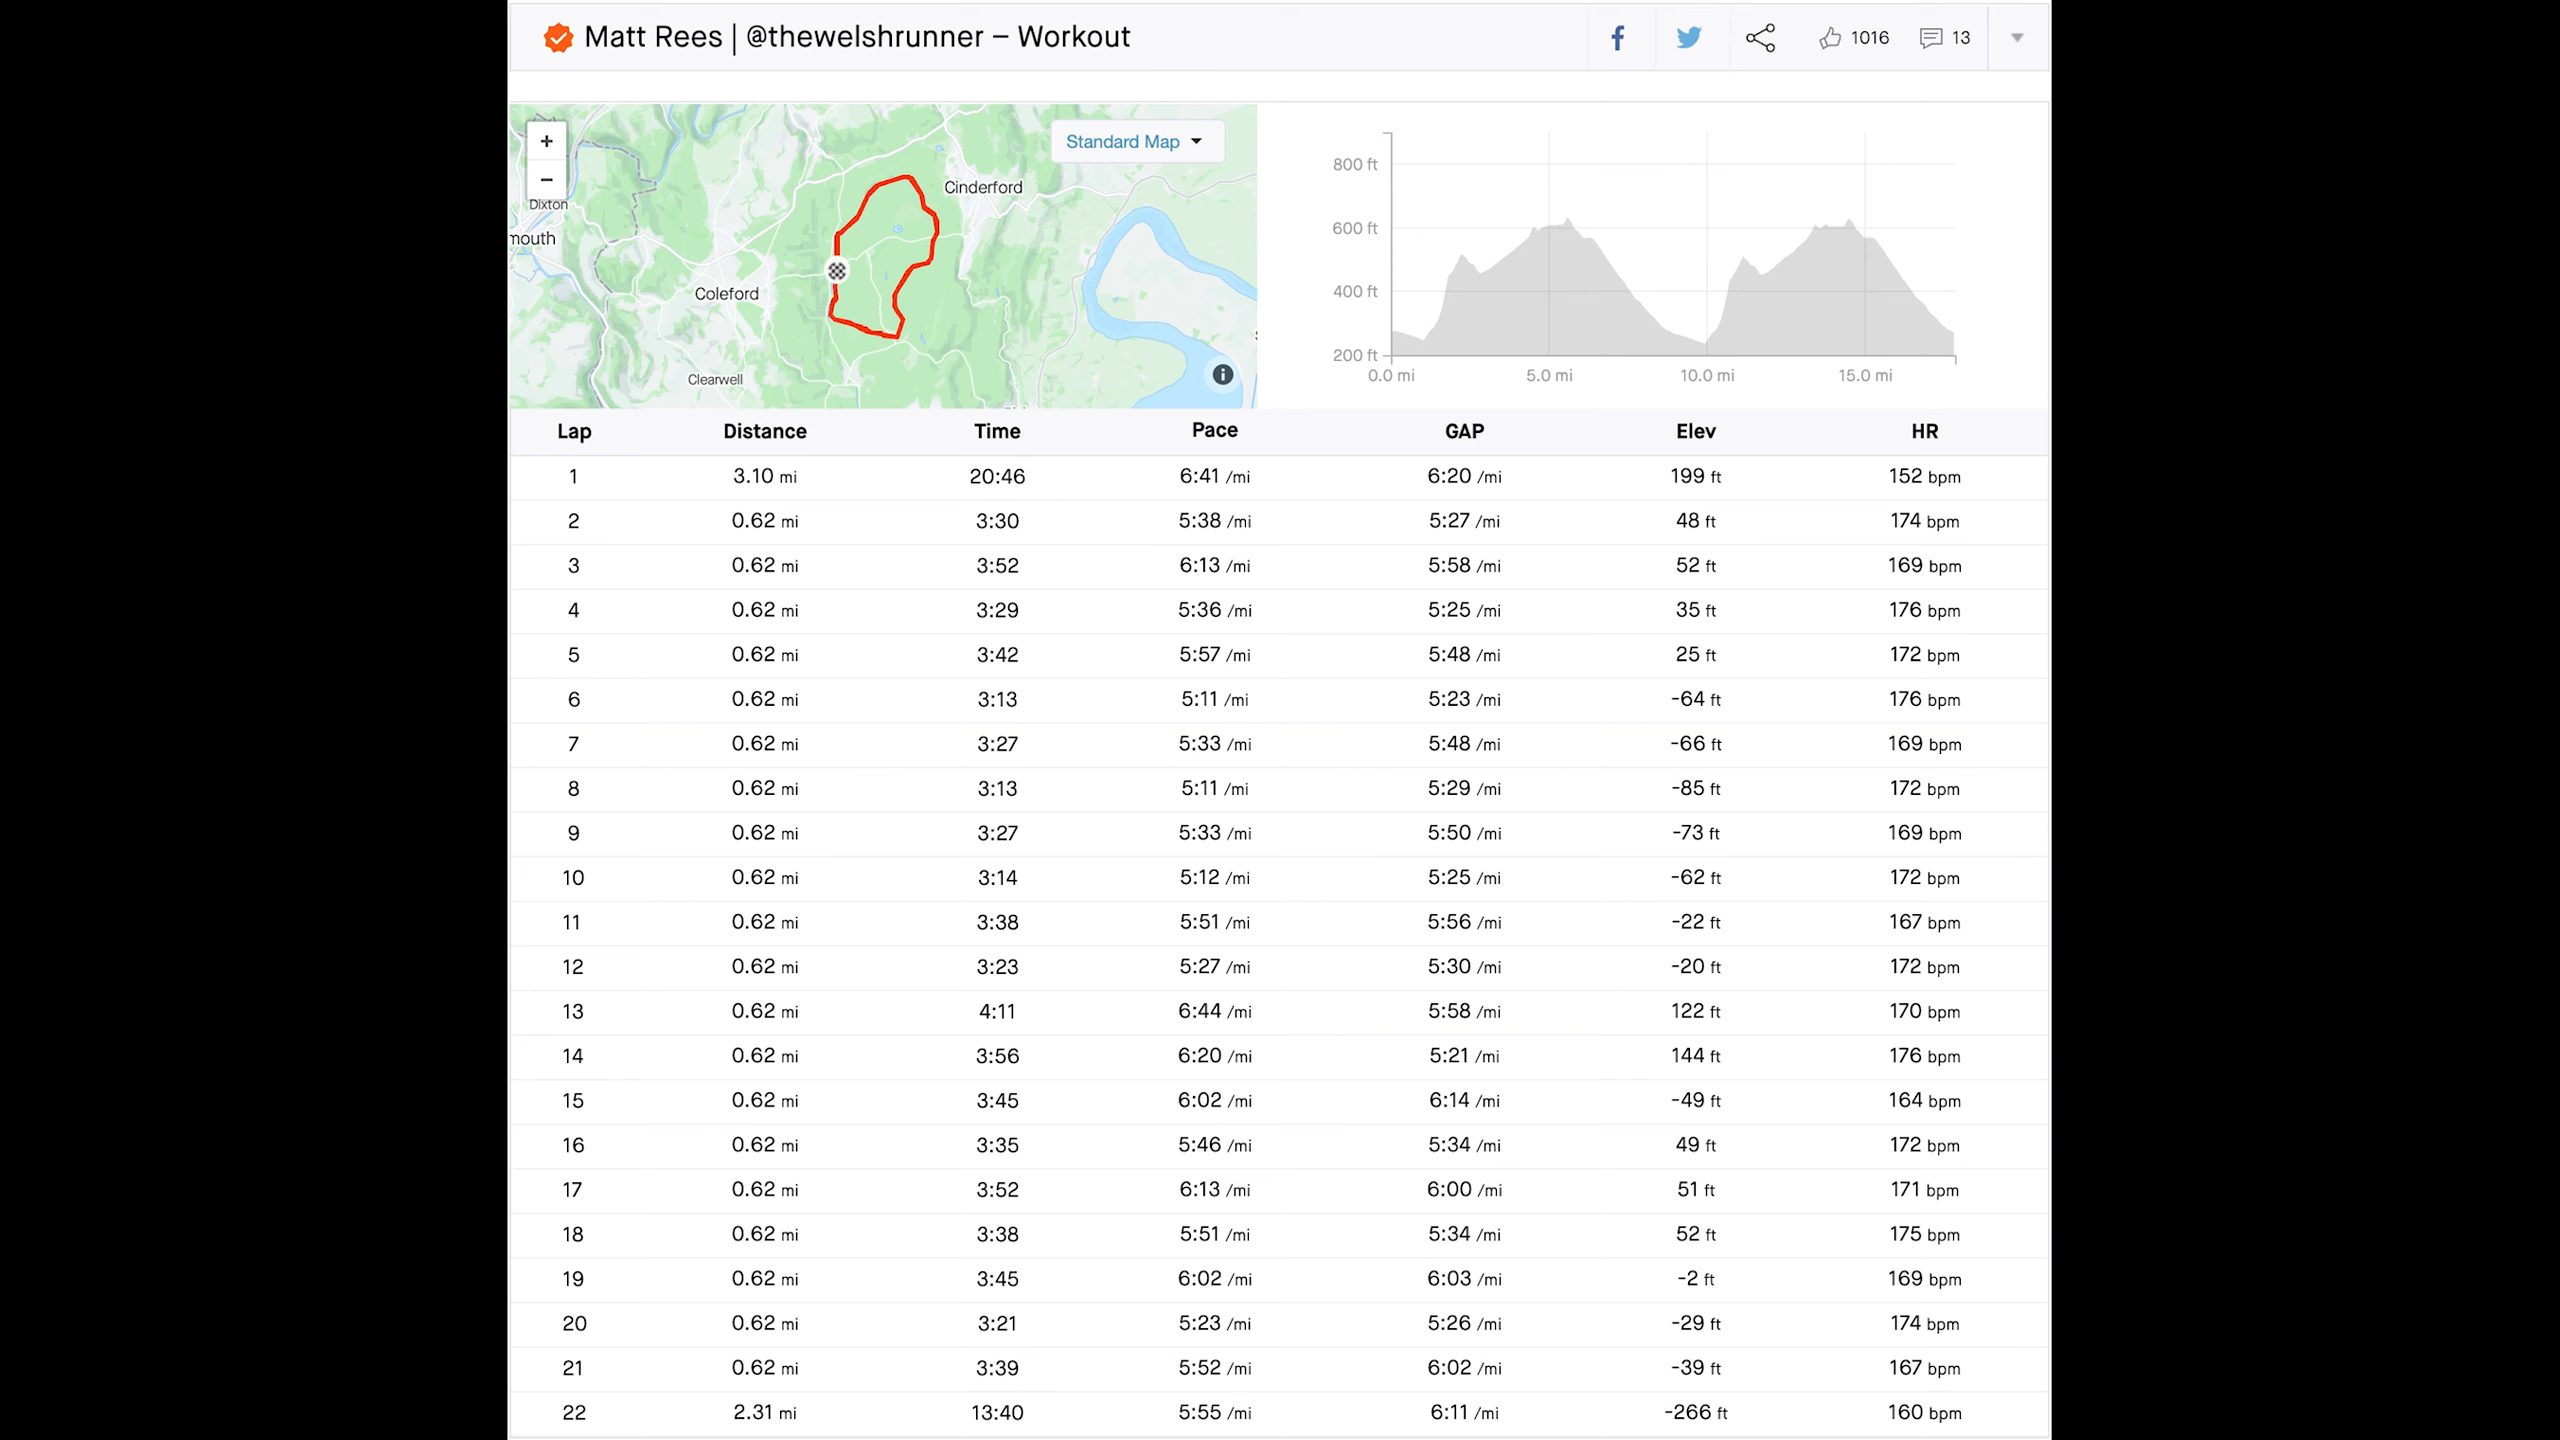 Matt Rees | @thewelshrunner – Workout
1016
13
+
−
Standard Map
Dixton
mouth
Cinderford
Coleford
Clearwell
800 ft
600 ft
400 ft
200 ft
0.0 mi 5.0 mi 10.0 mi 15.0 mi
Lap Distance Time Pace GAP Elev HR
1 3.10 mi 20:46 6:41 /mi 6:20 /mi 199 ft 152 bpm
2 0.62 mi 3:30 5:38 /mi 5:27 /mi 48 ft 174 bpm
3 0.62 mi 3:52 6:13 /mi 5:58 /mi 52 ft 169 bpm
4 0.62 mi 3:29 5:36 /mi 5:25 /mi 35 ft 176 bpm
5 0.62 mi 3:42 5:57 /mi 5:48 /mi 25 ft 172 bpm
6 0.62 mi 3:13 5:11 /mi 5:23 /mi -64 ft 176 bpm
7 0.62 mi 3:27 5:33 /mi 5:48 /mi -66 ft 169 bpm
8 0.62 mi 3:13 5:11 /mi 5:29 /mi -85 ft 172 bpm
9 0.62 mi 3:27 5:33 /mi 5:50 /mi -73 ft 169 bpm
10 0.62 mi 3:14 5:12 /mi 5:25 /mi -62 ft 172 bpm
11 0.62 mi 3:38 5:51 /mi 5:56 /mi -22 ft 167 bpm
12 0.62 mi 3:23 5:27 /mi 5:30 /mi -20 ft 172 bpm
13 0.62 mi 4:11 6:44 /mi 5:58 /mi 122 ft 170 bpm
14 0.62 mi 3:56 6:20 /mi 5:21 /mi 144 ft 176 bpm
15 0.62 mi 3:45 6:02 /mi 6:14 /mi -49 ft 164 bpm
16 0.62 mi 3:35 5:46 /mi 5:34 /mi 49 ft 172 bpm
17 0.62 mi 3:52 6:13 /mi 6:00 /mi 51 ft 171 bpm
18 0.62 mi 3:38 5:51 /mi 5:34 /mi 52 ft 175 bpm
19 0.62 mi 3:45 6:02 /mi 6:03 /mi -2 ft 169 bpm
20 0.62 mi 3:21 5:23 /mi 5:26 /mi -29 ft 174 bpm
21 0.62 mi 3:39 5:52 /mi 6:02 /mi -39 ft 167 bpm
22 2.31 mi 13:40 5:55 /mi 6:11 /mi -266 ft 160 bpm